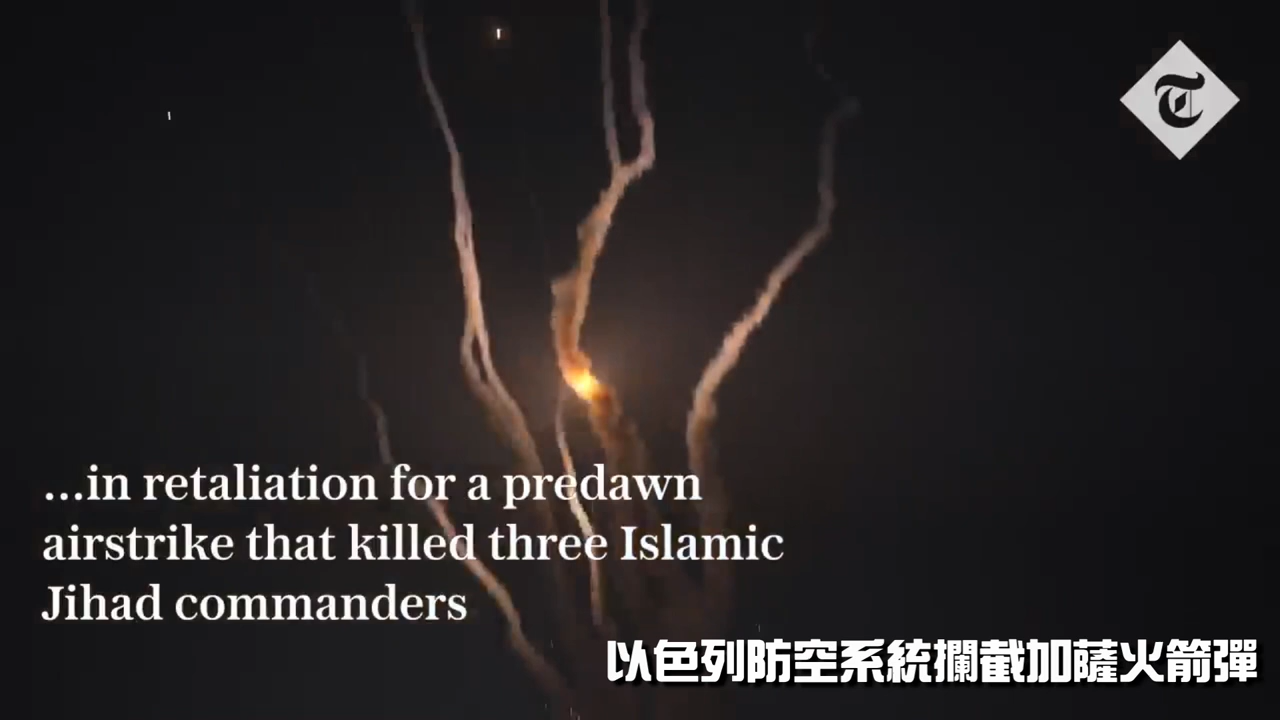 T
...in retaliation for a predawn
airstrike that killed three Islamic
Jihad commanders
以色列防空系統攔截加薩火箭彈